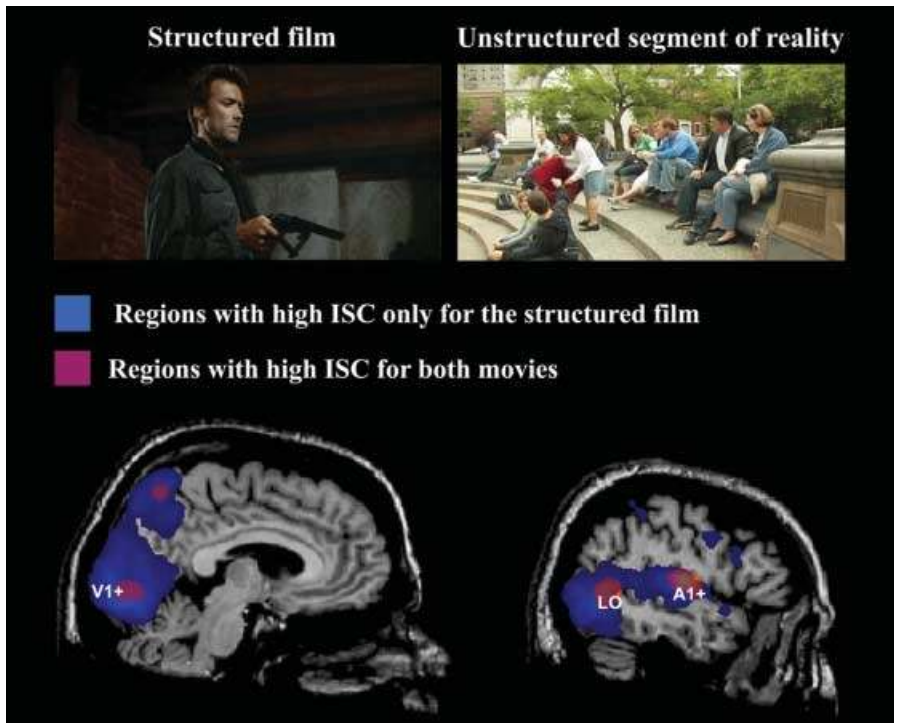 Structured film
Unstructured segment of reality
Regions with high ISC only for the structured film
Regions with high ISC for both movies
V1+
LO
A1+